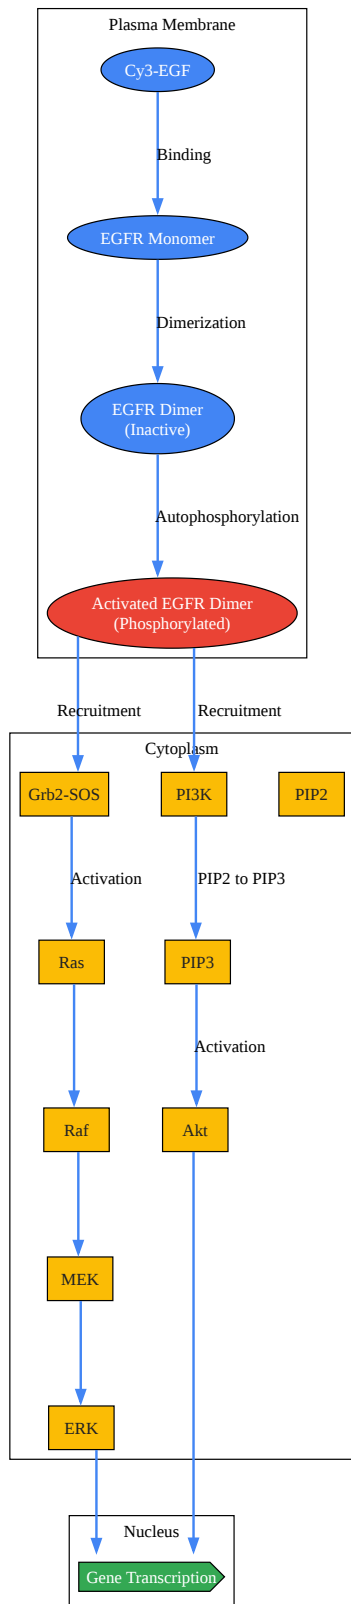 Plasma Membrane
Cy3-EGF
Binding
EGFR Monomer
Dimerization
EGFR Dimer
(Inactive)
Autophosphorylation
Activated EGFR Dimer
(Phosphorylated)
Recruitment
Recruitment
Cytoplasm
Grb2-SOS
PI3K
PIP2
Activation
PIP2 to PIP3
Ras
PIP3
Activation
Raf
Akt
MEK
ERK
Nucleus
Gene Transcription